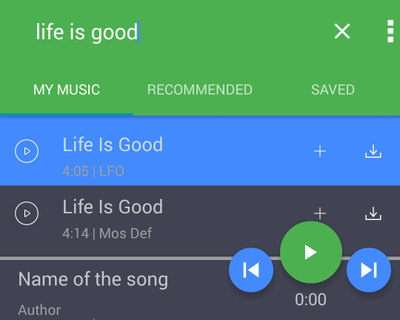 life is good
MY MUSIC RECOMMENDED SAVED
Life Is Good
4:05 | LFO
Life Is Good
4:14 | Mos Def
Name of the song
0:00
Author